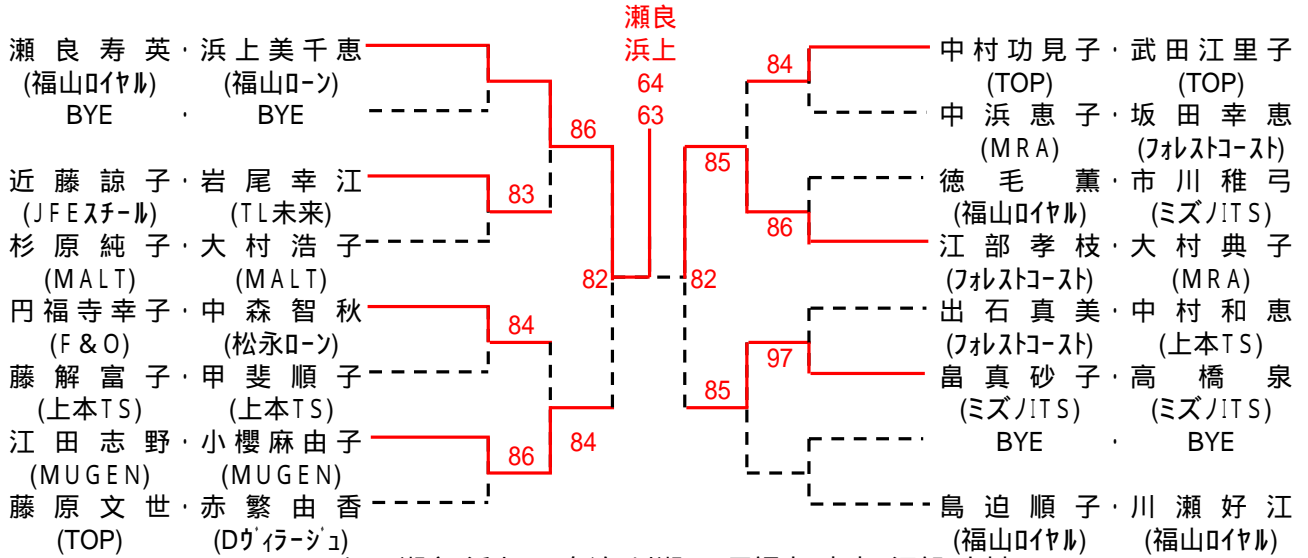 瀬良
浜上
64
63
瀬良寿英・浜上美千恵
(福山ﾛｲﾔﾙ) (福山ﾛｰﾝ)
BYE ・ BYE
86
近藤諒子・岩尾幸江
(JFEｽﾁｰﾙ) (TL未来)
83
杉原純子・大村浩子
(MALT) (MALT)
82
円福寺幸子・中森智秋
(F&O) (松永ﾛｰﾝ)
84
藤解富子・甲斐順子
(上本TS) (上本TS)
江田志野・小櫻麻由子
(MUGEN) (MUGEN)
86
84
藤原文世・赤繁由香
(TOP) (Dｳﾞｨﾗｰｼﾞｭ)
84
中村功見子・武田江里子
(TOP) (TOP)
中浜恵子・坂田幸恵
(MRA) (ﾌｫﾚｽﾄｺｰｽﾄ)
85
徳毛薫・市川稚弓
(福山ﾛｲﾔﾙ) (ミズノITS)
86
江部孝枝・大村典子
(ﾌｫﾚｽﾄｺｰｽﾄ) (MRA)
82
出石真美・中村和恵
(ﾌｫﾚｽﾄｺｰｽﾄ) (上本TS)
97
畠真砂子・高橋泉
(ミズノITS) (ミズノITS)
85
BYE ・ BYE
島迫順子・川瀬好江
(福山ﾛｲﾔﾙ) (福山ﾛｲﾔﾙ)